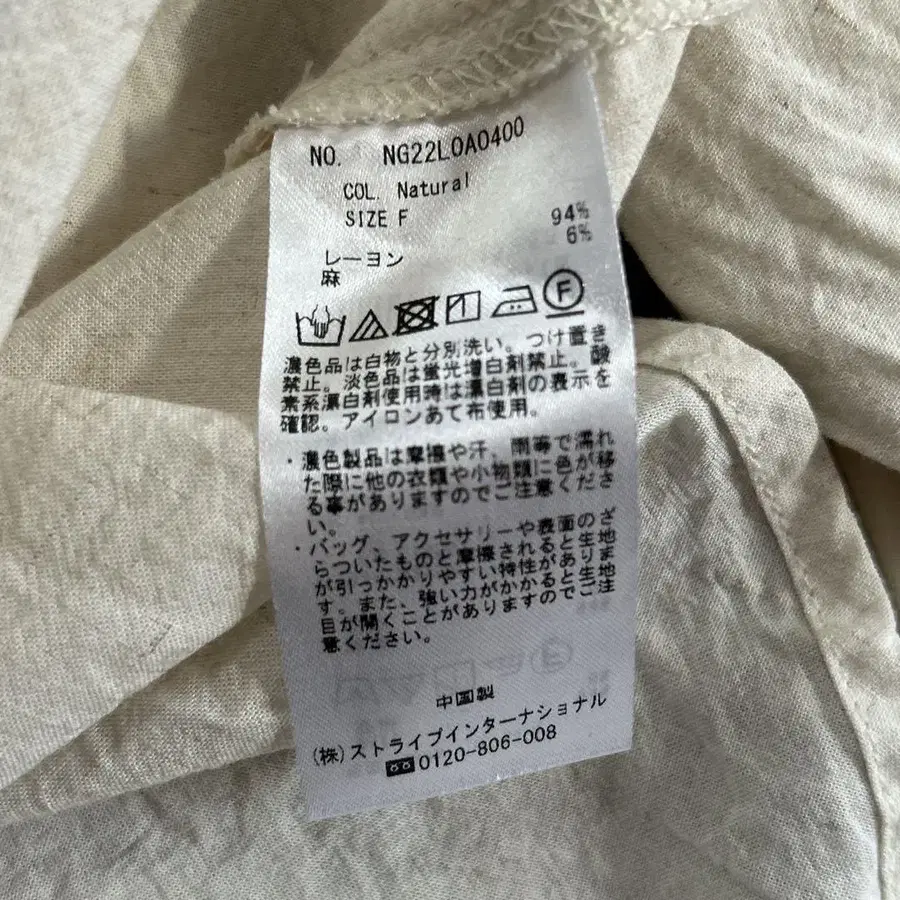 NO. NG22L0A0400
COL. Natural
SIZE F
94%
6%
レーヨン
麻
F
濃色品は白物と分別洗い。つけ置き
禁止。淡色品は蛍光増白剤禁止。酸
素系漂白剤使用時は漂白剤の表示を
確認。アイロンあて布使用。
・濃色製品は摩擦や汗、雨等で濡れ
た際に他の衣類や小物類に色が移
る事がありますのでご注意くださ
い。
・バッグ、アクセサリーや表面のざ
らついたものと摩擦されると生地
が引っかかりやすい特性がありま
す。また、強い力がかかると生地
目が開くことがありますのでご注
意ください。
中国製
(株)ストライプインターナショナル
0120-806-008